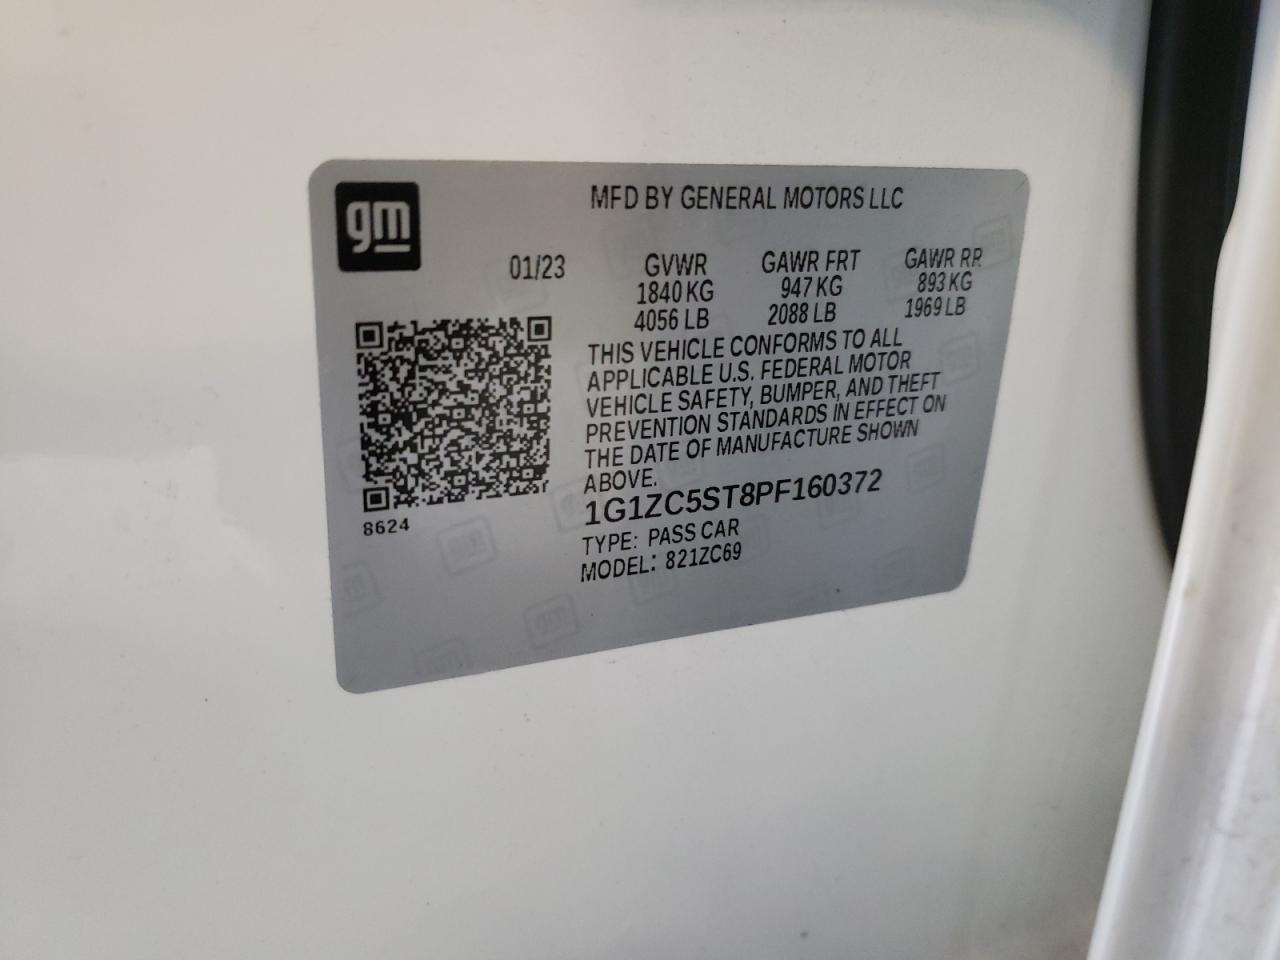 gm
MFD BY GENERAL MOTORS LLC
01/23 GVWR GAWR FRT GAWR RR
1840 KG 947 KG 893 KG
4056 LB 2088 LB 1969 LB
THIS VEHICLE CONFORMS TO ALL
APPLICABLE U.S. FEDERAL MOTOR
VEHICLE SAFETY, BUMPER, AND THEFT
PREVENTION STANDARDS IN EFFECT ON
THE DATE OF MANUFACTURE SHOWN
ABOVE.
1G1ZC5ST8PF160372
TYPE: PASS CAR
MODEL: 821ZC69
8624